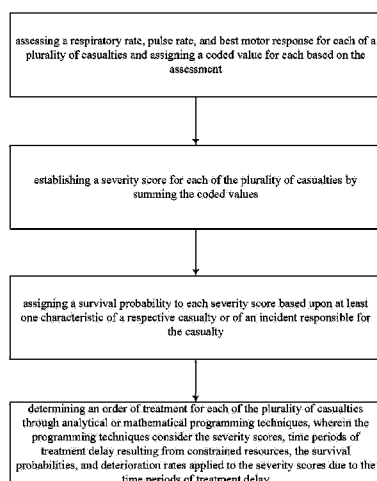 assessing a respiratory rate, pulse rate, and best motor response for each of a
plurality of casualties and assigning a coded value for each based on the
assessment
establishing a severity score for each of the plurality of casualties by
summing the coded values
assigning a survival probability to each severity score based upon at least
one characteristic of a respective casualty or of an incident responsible for
the casualty
determining an order of treatment for each of the plurality of casualties
through analytical or mathematical programming techniques, wherein the
programming techniques consider the severity scores, time periods of
treatment delay resulting from constrained resources, the survival
probabilities, and deterioration rates applied to the severity scores due to the
time periods of treatment delay